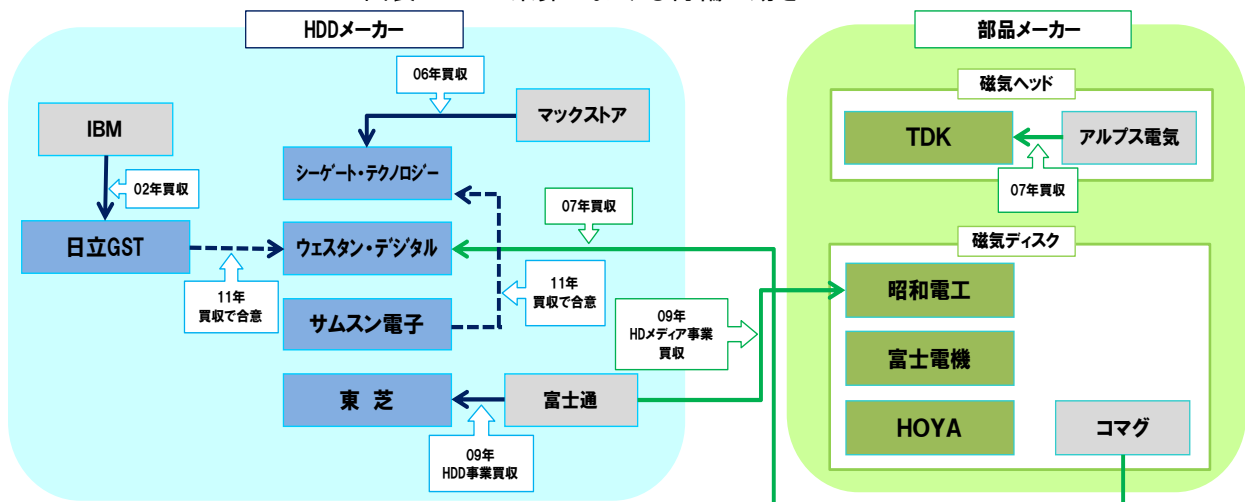 HDDメーカー
部品メーカー
06年買収
磁気ヘッド
IBM
マックストア
TDK
アルプス電気
シーゲート・テクノロジー
02年買収
07年買収
07年買収
日立GST
ウェスタン・デジタル
磁気ディスク
11年
買収で合意
11年
買収で合意
サムスン電子
09年
HDメディア事業
買収
昭和電工
富士電機
東 芝
富士通
HOYA
コマグ
09年
HDD事業買収